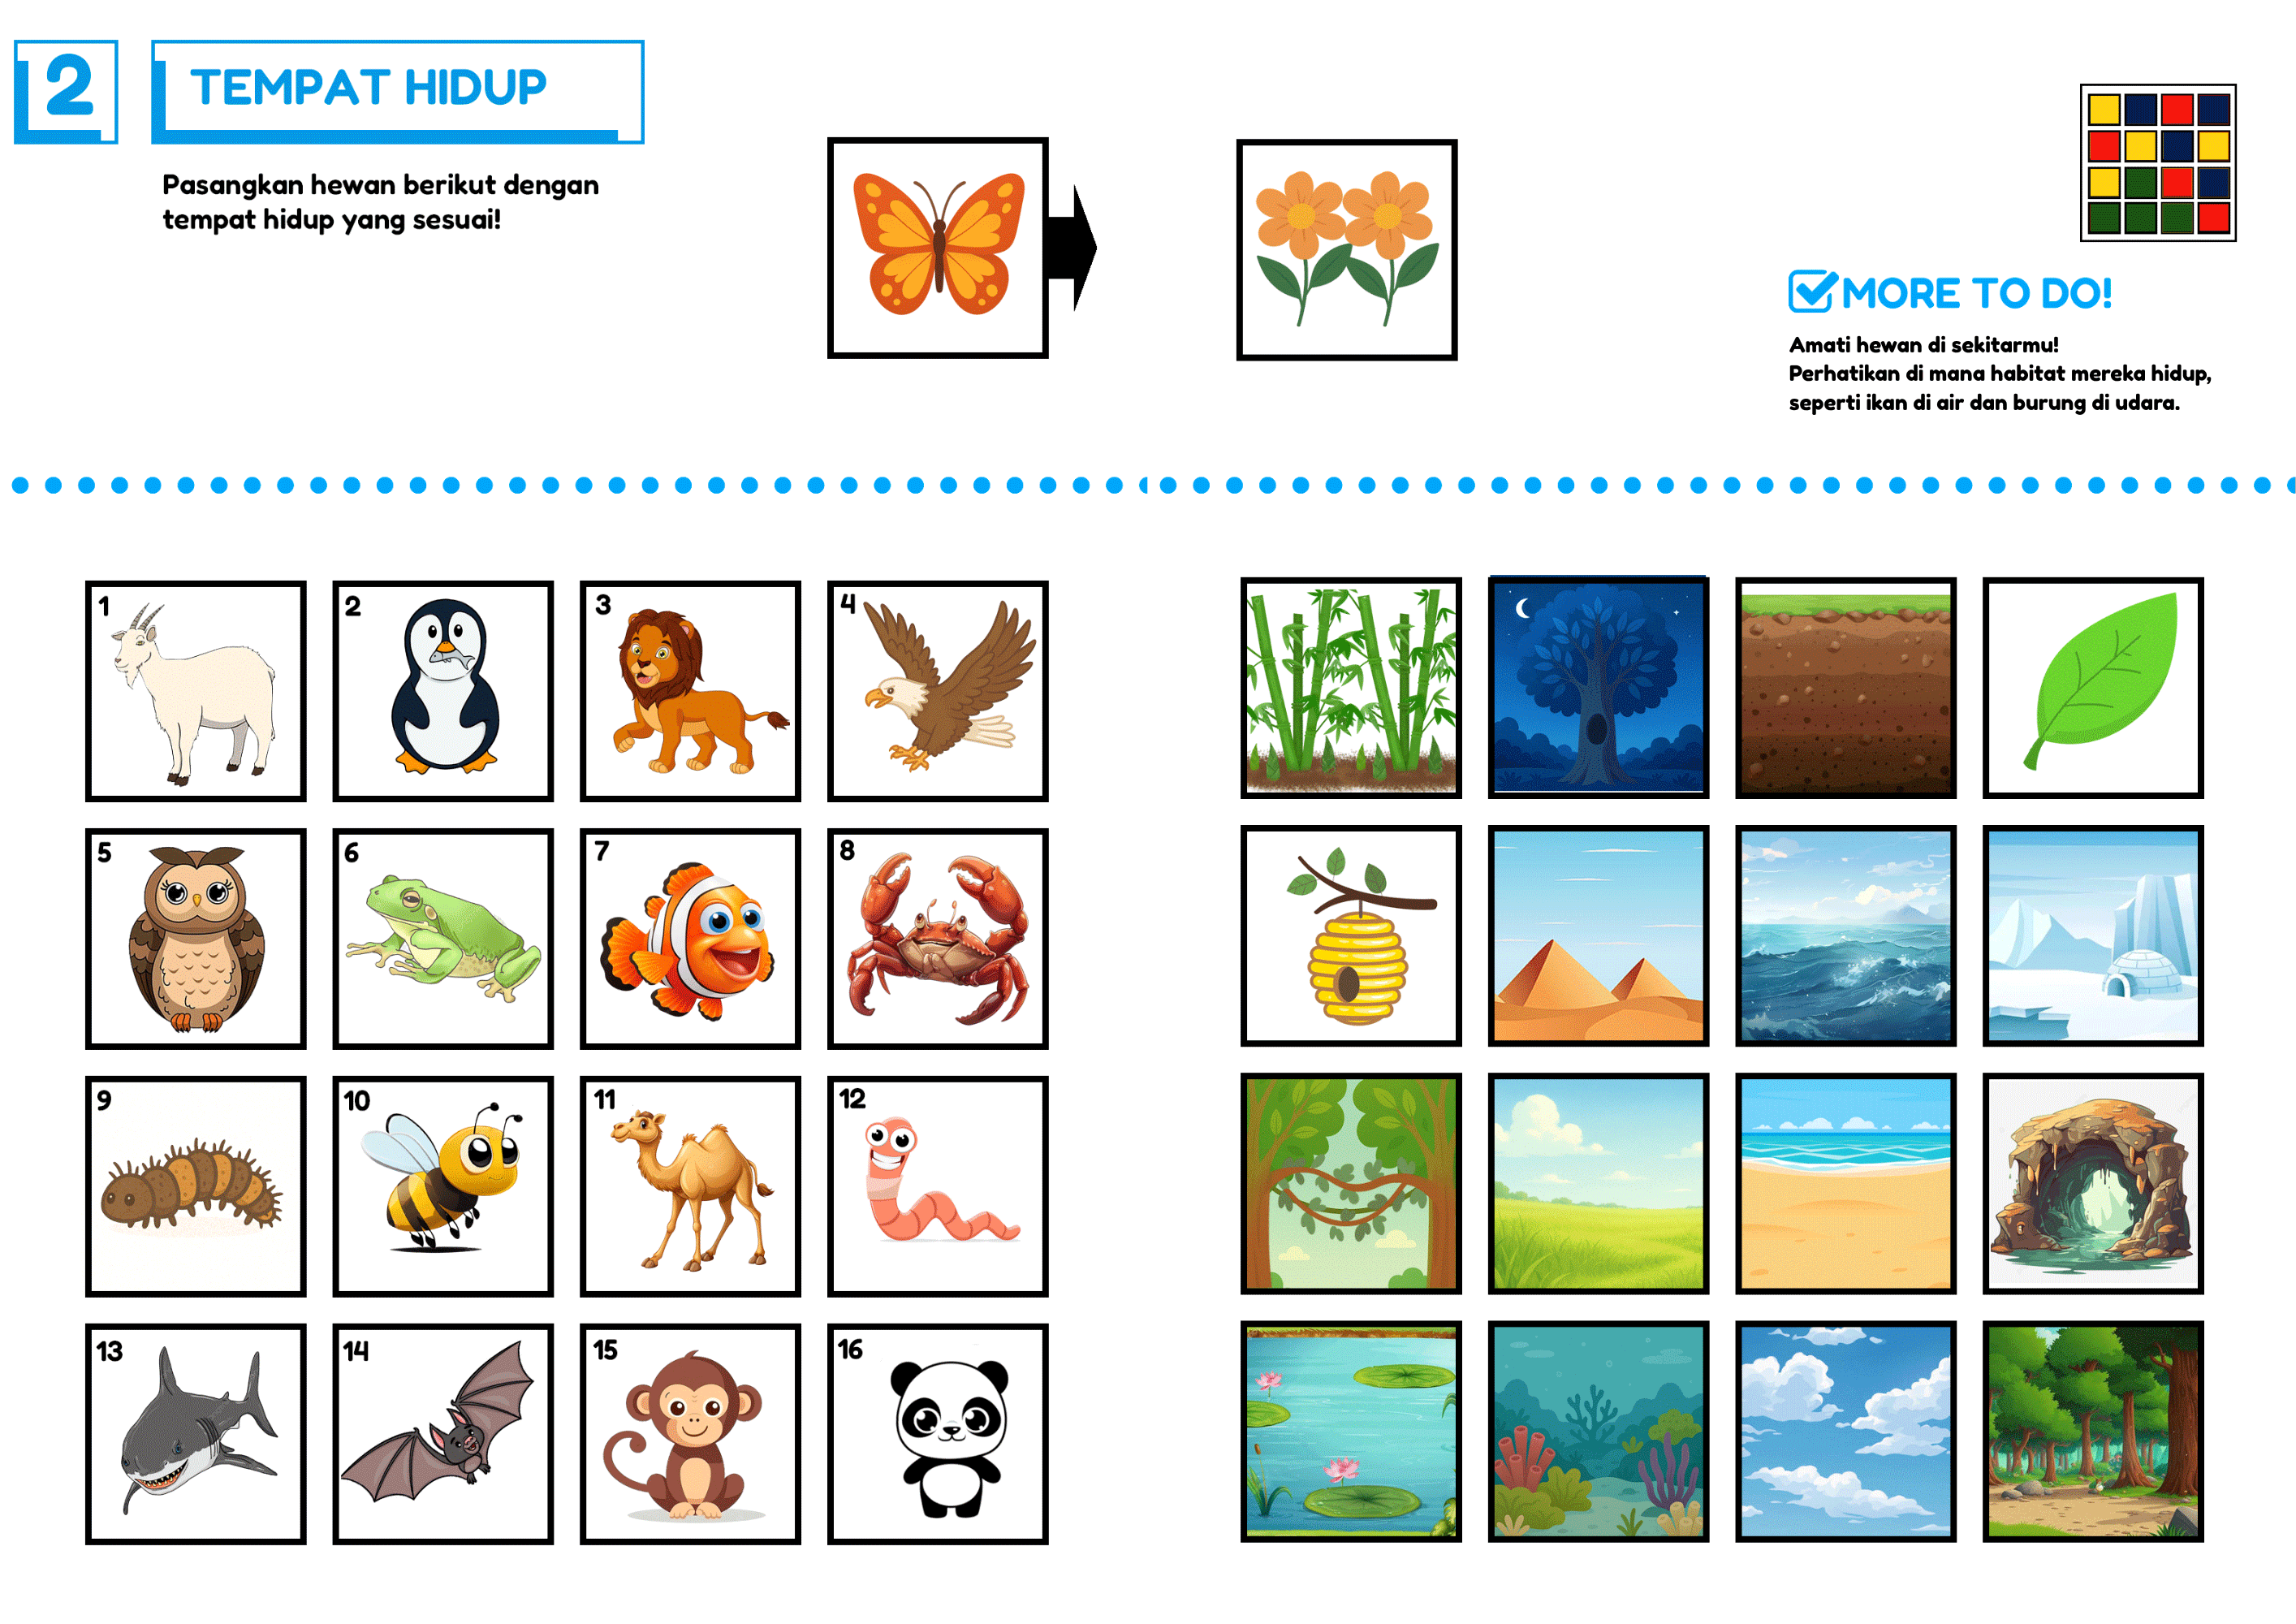 2
TEMPAT HIDUP
Pasangkan hewan berikut dengan
tempat hidup yang sesuai!
MORE TO DO!
Amati hewan di sekitarmu!
Perhatikan di mana habitat mereka hidup,
seperti ikan di air dan burung di udara.
1
2
3
4
5
6
7
8
9
10
11
12
13
14
15
16